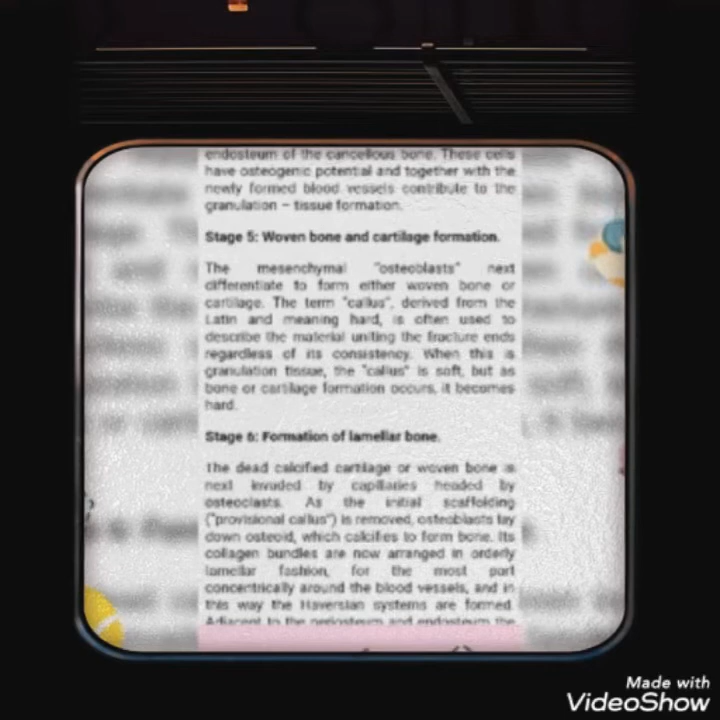 endosteum of the cancellous bone. These cells
have osteogenic potential and together with the
newly formed blood vessels contribute to the
granulation – tissue formation.
Stage 5: Woven bone and cartilage formation.
The mesenchymal "osteoblasts" next
differentiate to form either woven bone or
cartilage. The term "callus", derived from the
Latin and meaning hard, is often used to
describe the material uniting the fracture ends
regardless of its consistency. When this is
granulation tissue, the "callus" is soft, but as
bone or cartilage formation occurs, it becomes
hard.
Stage 6: Formation of lamellar bone.
The dead calcified cartilage or woven bone is
next invaded by capillaries headed by
osteoclasts. As the initial scaffolding
("provisional callus") is removed, osteoblasts lay
down osteoid, which calcifies to form bone. Its
collagen bundles are now arranged in orderly
lamellar fashion, for the most part
concentrically around the blood vessels, and in
this way the Haversian systems are formed.
Adjacent to the periosteum and endosteum the
Made with
VideoShow